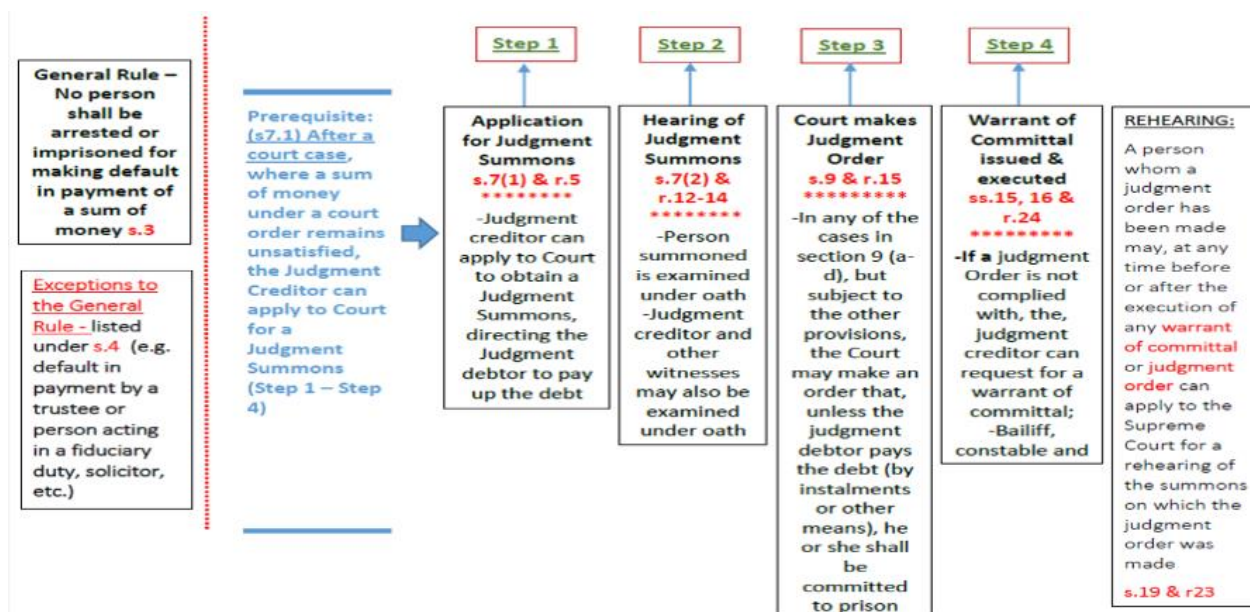 General Rule –
No person
shall be
arrested or
imprisoned for
making default
in payment of
a sum of
money s.3
Exceptions to
the General
Rule - listed
under s.4 (e.g.
default in
payment by a
trustee or
person acting
in a fiduciary
duty, solicitor,
etc.)
Prerequisite:
(s7.1) After a
court case,
where a sum
of money
under a court
order remains
unsatisfied,
the Judgment
Creditor can
apply to Court
for a
Judgment
Summons
(Step 1 – Step
4)
Step 1
Application
for Judgment
Summons
s.7(1) & r.5
********
-Judgment
creditor can
apply to Court
to obtain a
Judgment
Summons,
directing the
Judgment
debtor to pay
up the debt
Step 2
Hearing of
Judgment
Summons
s.7(2) &
r.12-14
********
-Person
summoned is
examined
under oath
-Judgment
creditor and
other
witnesses
may also be
examined
under oath
Step 3
Court makes
Judgment
Order
s.9 & r.15
*********
-In any of the
cases in
section 9 (a-
d), but
subject to
the other
provisions,
the Court
may make an
order that,
unless the
judgment
debtor pays
the debt (by
instalments
or other
means), he
or she shall
be
committed
to prison
Step 4
Warrant of
Committal
issued &
executed
ss.15, 16 &
r.24
*********
-If a judgment
Order is not
complied
with, the,
judgment
creditor can
request for a
warrant of
committal;
-Bailiff,
constable and
REHEARING:
A person
whom a
judgment
order has
been made
may, at any
time before
or after the
execution of
any warrant
of committal
or judgment
order can
apply to the
Supreme
Court for a
rehearing of
the summons
on which the
judgment
order was
made
s.19 & r23